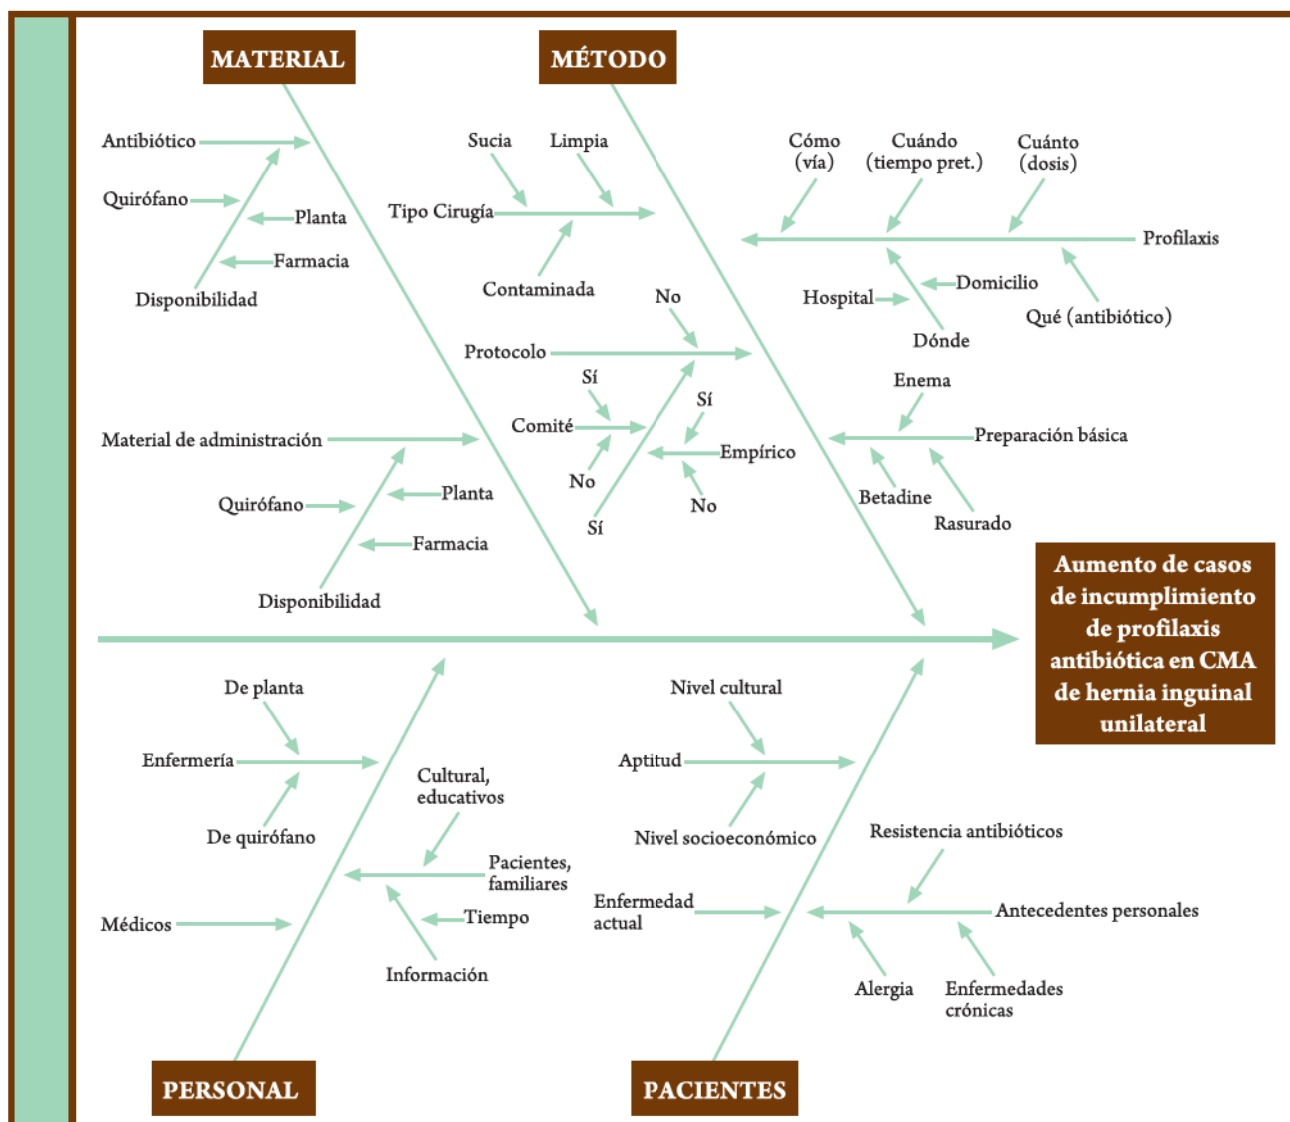 MATERIAL
MÉTODO
Antibiótico
Quirófano
Planta
Farmacia
Disponibilidad
Material de administración
Quirófano
Planta
Farmacia
Disponibilidad
Sucia
Limpia
Tipo Cirugía
Contaminada
No
Protocolo
Sí
Comité
No
Sí
Empírico
No
Sí
Cómo
(vía)
Cuándo
(tiempo pret.)
Cuánto
(dosis)
Profilaxis
Hospital
Domicilio
Dónde
Qué (antibiótico)
Enema
Preparación básica
Betadine
Rasurado
Aumento de casos
de incumplimiento
de profilaxis
antibiótica en CMA
de hernia inguinal
unilateral
De planta
Enfermería
De quirófano
Cultural,
educativos
Pacientes,
familiares
Tiempo
Médicos
Información
Nivel cultural
Aptitud
Nivel socioeconómico
Resistencia antibióticos
Enfermedad
actual
Antecedentes personales
Alergia
Enfermedades
crónicas
PERSONAL
PACIENTES